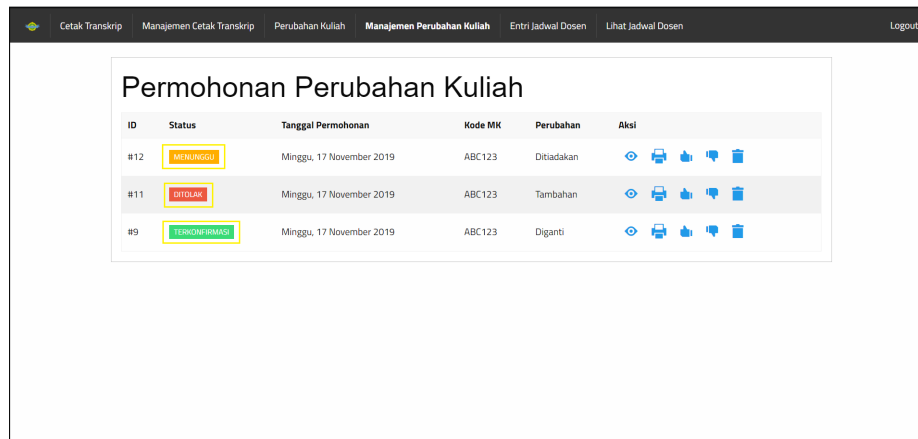 Cetak Transkrip Manajemen Cetak Transkrip Perubahan Kuliah Manajemen Perubahan Kuliah Entri Jadwal Dosen Lihat Jadwal Dosen Logout
Permohonan Perubahan Kuliah
ID Status Tanggal Permohonan Kode MK Perubahan Aksi
#12 MENUNGGU Minggu, 17 November 2019 ABC123 Ditiadakan
#11 DITOLAK Minggu, 17 November 2019 ABC123 Tambahan
#9 TERKONFIRMASI Minggu, 17 November 2019 ABC123 Diganti